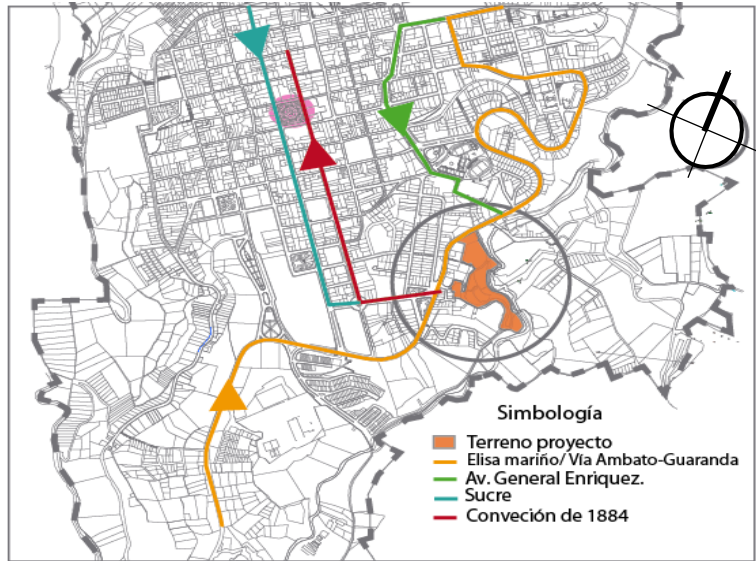 Simbología
Terreno proyecto
Elisa mariño/ Vía Ambato-Guaranda
Av. General Enriquez.
Sucre
Conveción de 1884